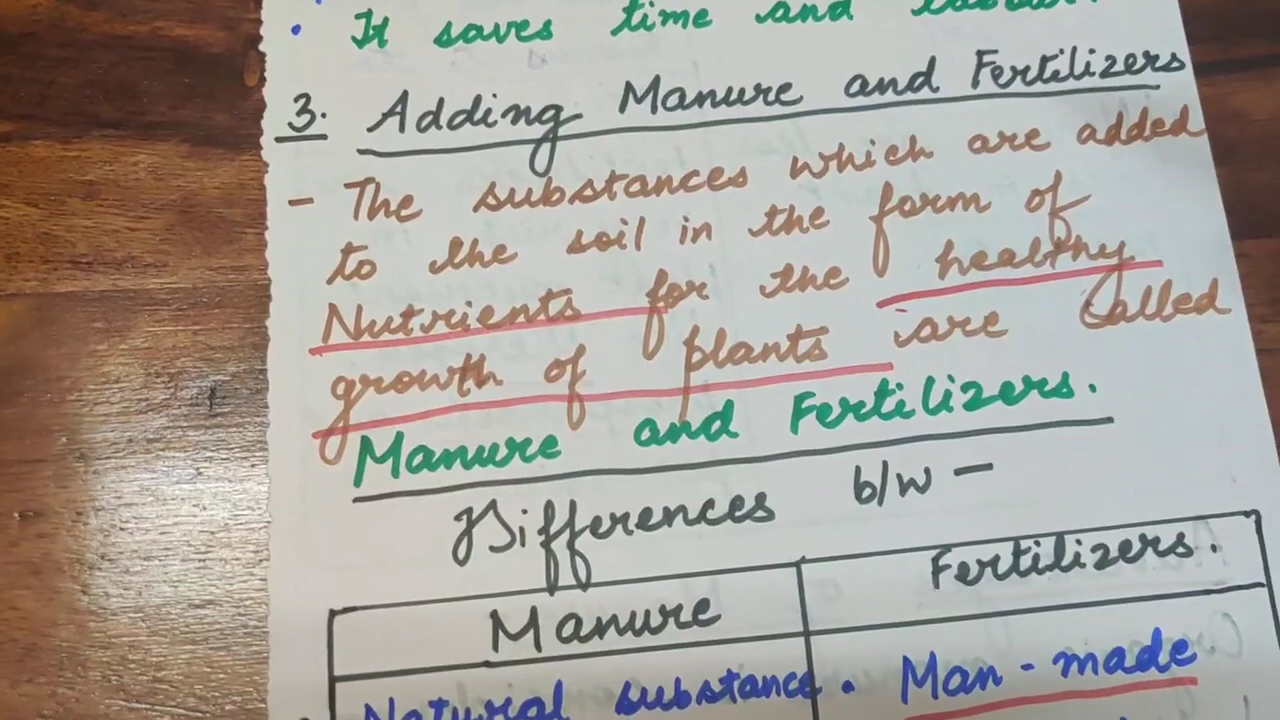 • It saves time and labour.
3. Adding Manure and Fertilizers
- The substances which are added
to the soil in the form of
Nutrients for the healthy
growth of plants are called
Manure and Fertilizers.
Differences b/w -
Manure Fertilizers.
Natural substance. Man-made